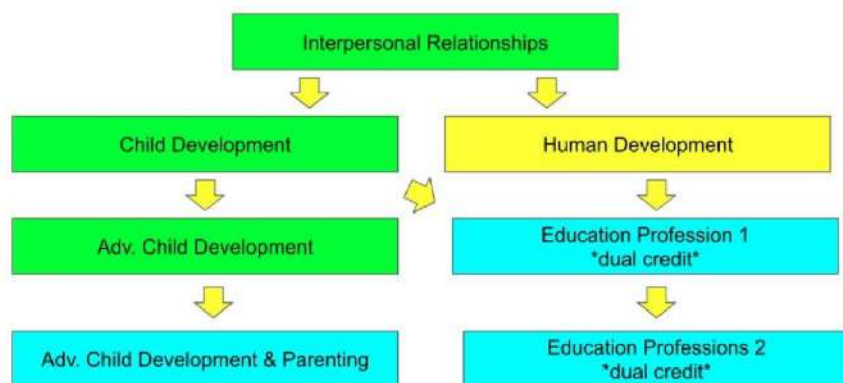 Interpersonal Relationships
Child Development
Human Development
Adv. Child Development
Education Profession 1
*dual credit*
Adv. Child Development & Parenting
Education Professions 2
*dual credit*